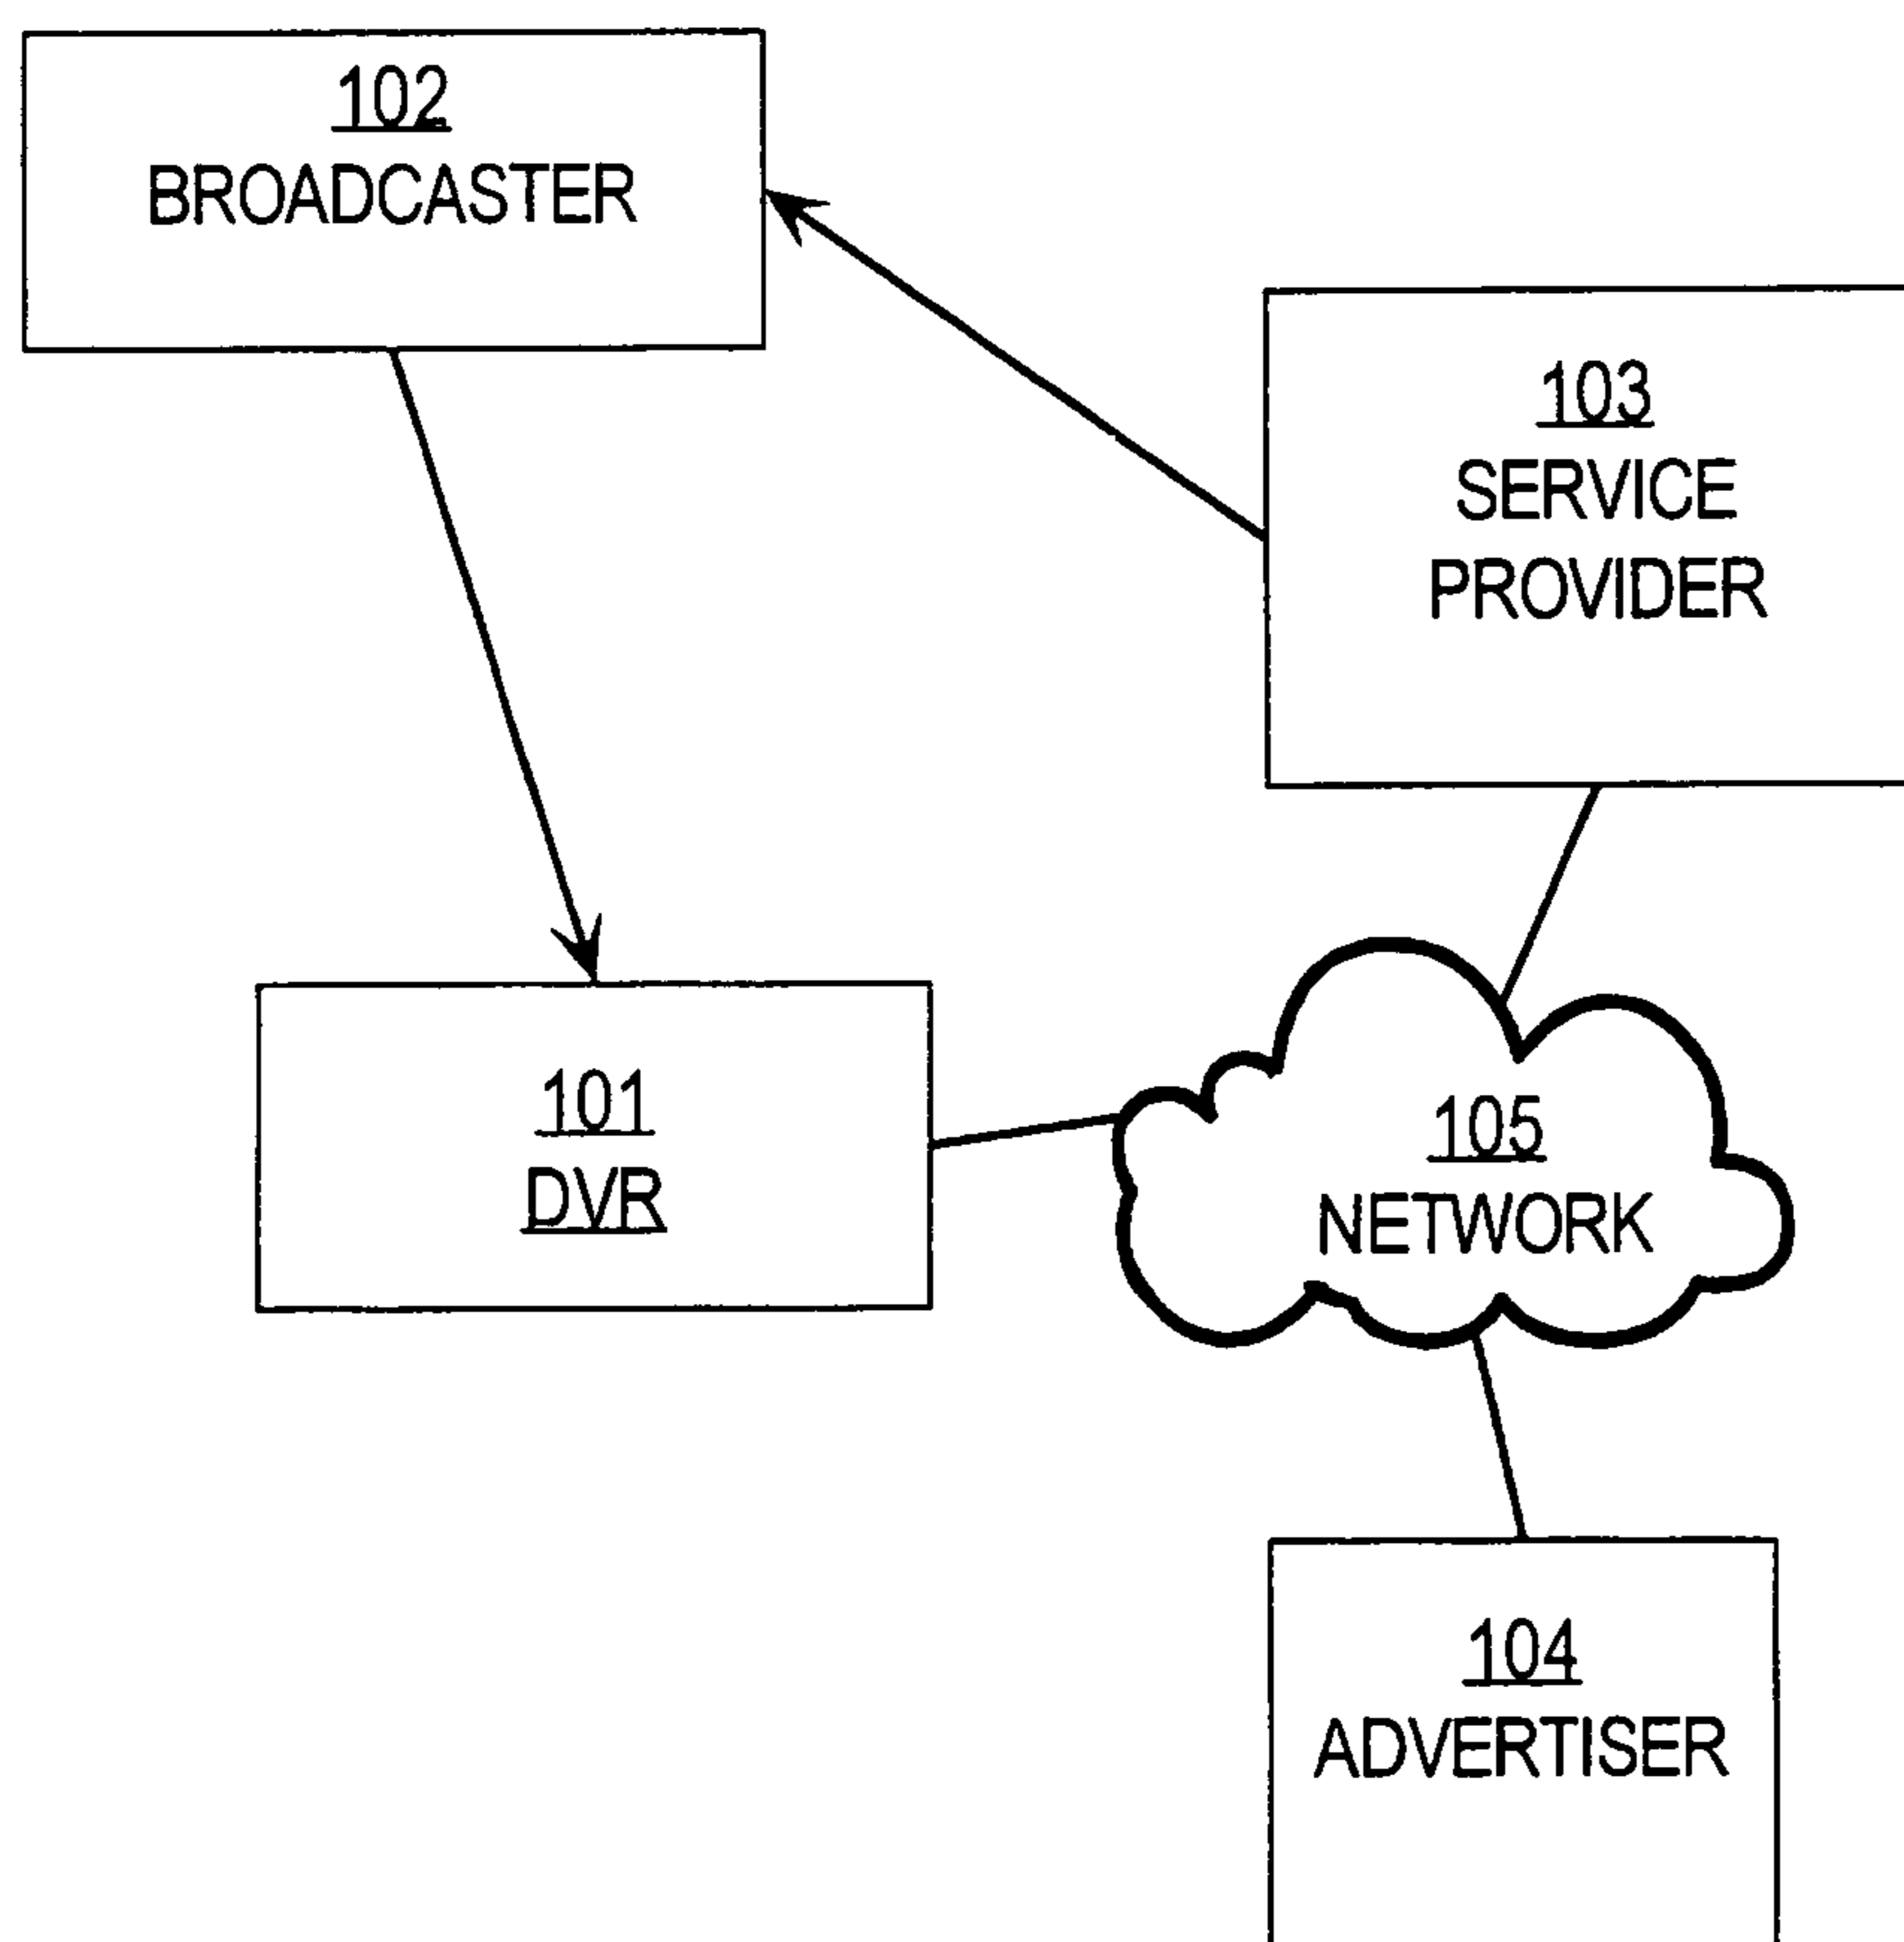 102
BROADCASTER
103
SERVICE
PROVIDER
101
DVR
105
NETWORK
104
ADVERTISER